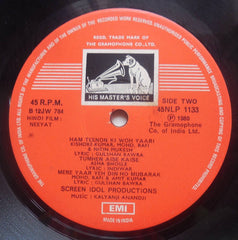 REGD. TRADE MARK OF
THE GRAMOPHONE CO., LTD.
HIS MASTER'S VOICE
45 R.P.M.
B 12JW 784
HINDI FILM :
NEEYAT
SIDE TWO
45NLP 1133
℗ 1980
The Gramophone
Co. of India Ltd.
HAM TEENON KI WOH YAARI
KISHORE KUMAR, MOHD. RAFI
& NITIN MUKESH
LYRIC : GULSHAN BAWRA
TUMHEN AISE KAISE
ASHA BHOSLE
LYRIC : INDIWAR
MERE YAAR YEH DIN HO MUBARAK
MOHD. RAFI & AMIT KUMAR
LYRIC : GULSHAN BAWRA
SCREEN IDOL PRODUCTIONS
MUSIC : KALYANJI ANANDJI
EMI
MADE IN INDIA